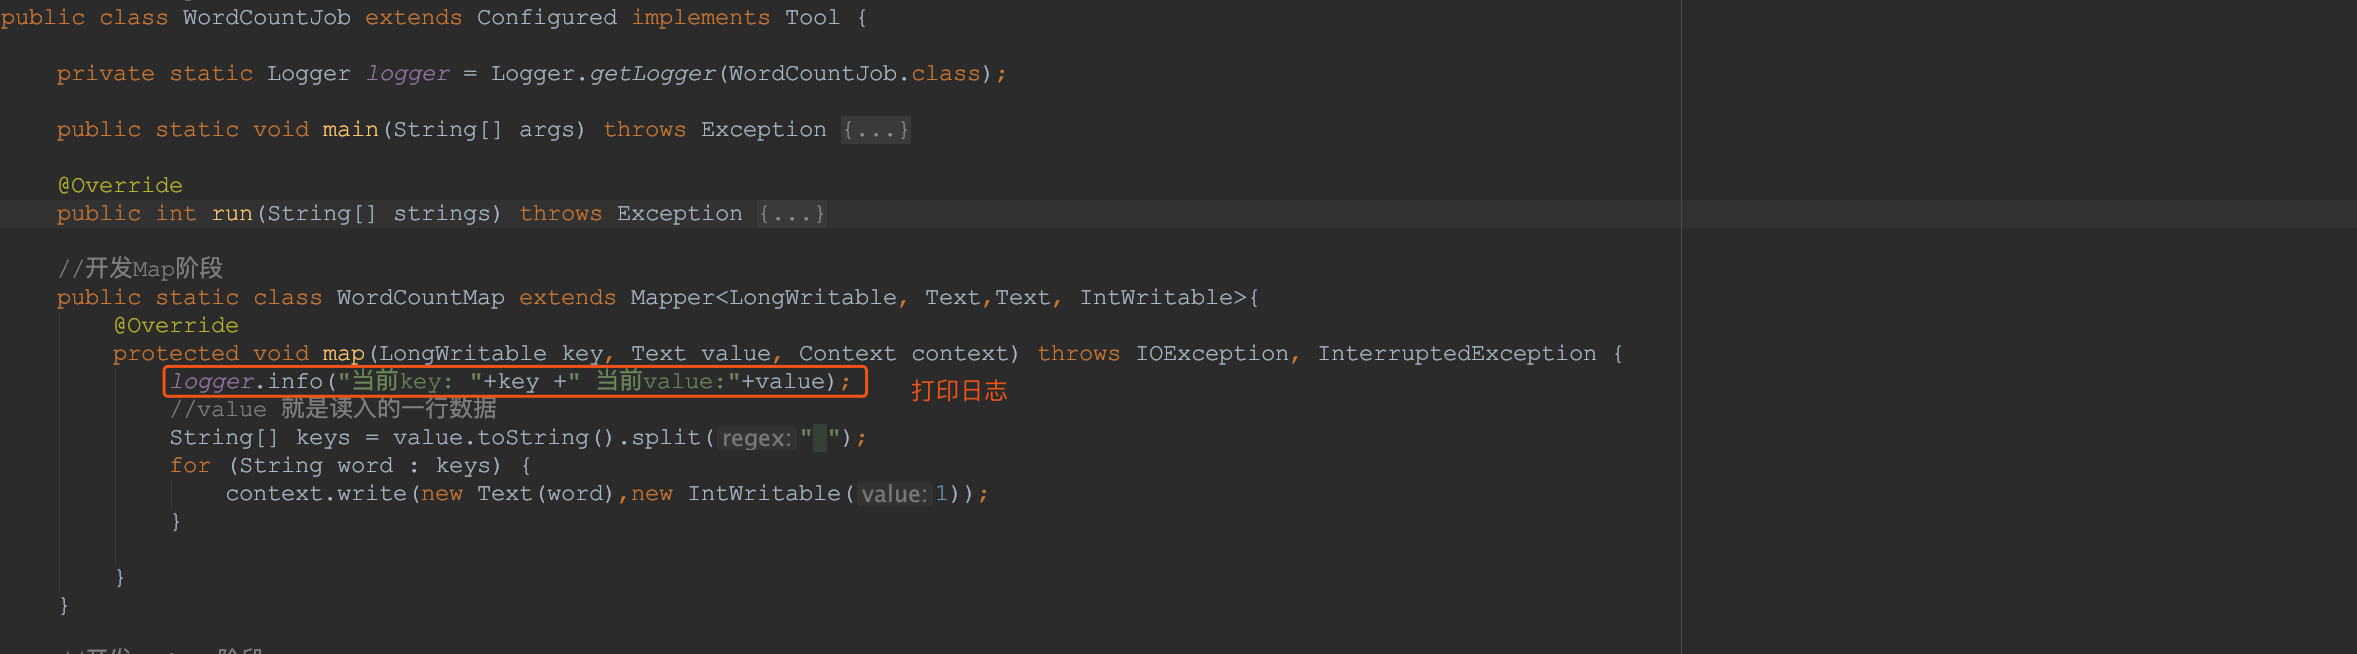 public class WordCountJob extends Configured implements Tool {
private static Logger logger = Logger.getLogger(WordCountJob.class);
public static void main(String[] args) throws Exception {...}
@Override
public int run(String[] strings) throws Exception {...}
//开发Map阶段
public static class WordCountMap extends Mapper<LongWritable, Text,Text, IntWritable>{
@Override
protected void map(LongWritable key, Text value, Context context) throws IOException, InterruptedException {
logger.info("当前key: "+key +" 当前value:"+value); 打印日志
//value 就是读入的一行数据
String[] keys = value.toString().split( regex: " ");
for (String word : keys) {
context.write(new Text(word),new IntWritable( value: 1));
}
}
}